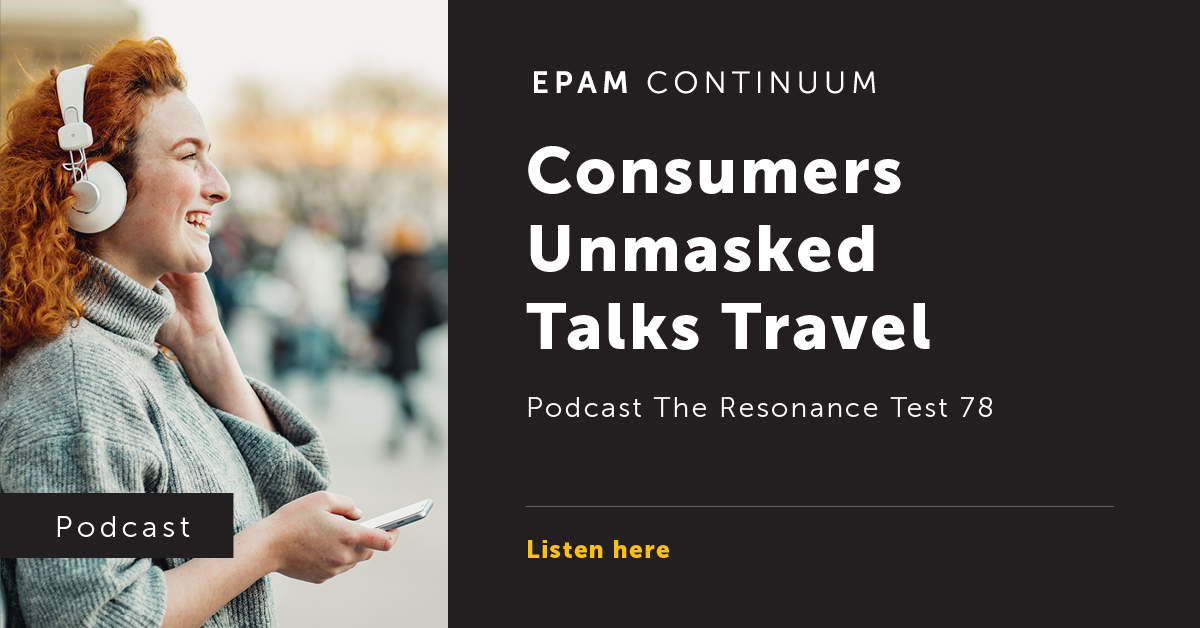 EPAM CONTINUUM
Consumers
Unmasked
Talks Travel
Podcast The Resonance Test 78
Podcast
Listen here